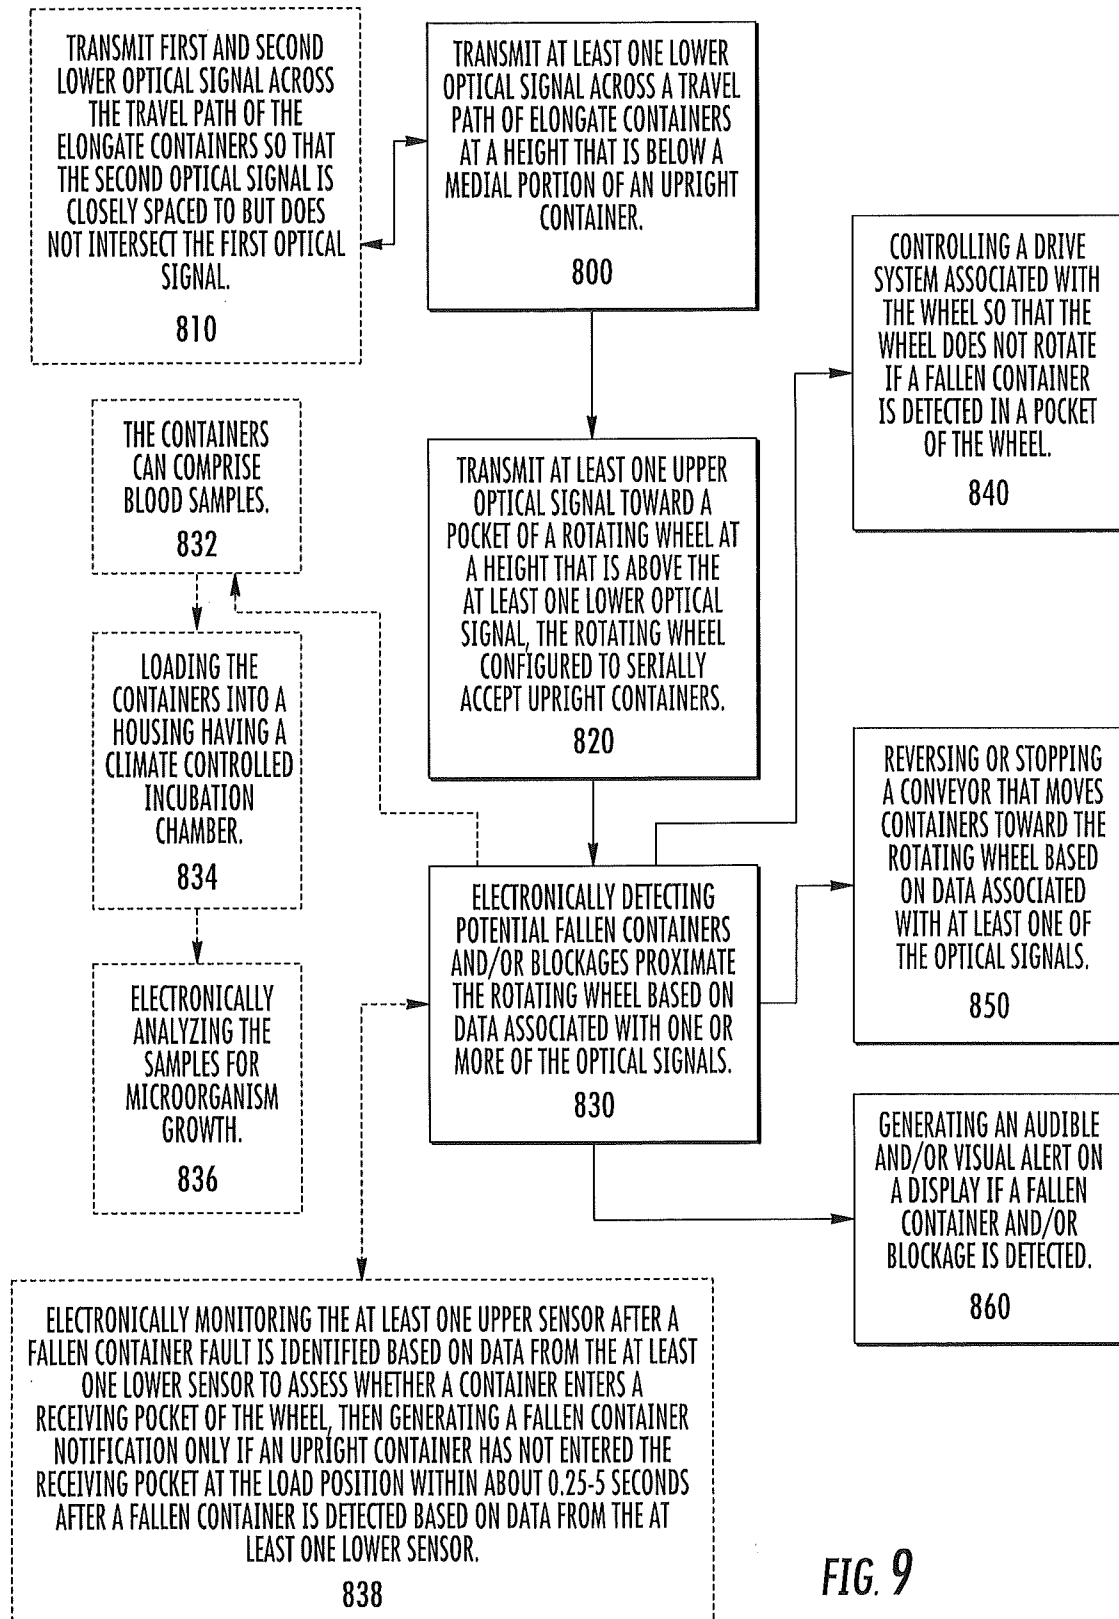 TRANSMIT FIRST AND SECOND
LOWER OPTICAL SIGNAL ACROSS
THE TRAVEL PATH OF THE
ELONGATE CONTAINERS SO THAT
THE SECOND OPTICAL SIGNAL IS
CLOSELY SPACED TO BUT DOES
NOT INTERSECT THE FIRST OPTICAL
SIGNAL.
810
TRANSMIT AT LEAST ONE LOWER
OPTICAL SIGNAL ACROSS A TRAVEL
PATH OF ELONGATE CONTAINERS
AT A HEIGHT THAT IS BELOW A
MEDIAL PORTION OF AN UPRIGHT
CONTAINER.
800
CONTROLLING A DRIVE
SYSTEM ASSOCIATED WITH
THE WHEEL SO THAT THE
WHEEL DOES NOT ROTATE
IF A FALLEN CONTAINER
IS DETECTED IN A POCKET
OF THE WHEEL.
840
THE CONTAINERS
CAN COMPRISE
BLOOD SAMPLES.
832
TRANSMIT AT LEAST ONE UPPER
OPTICAL SIGNAL TOWARD A
POCKET OF A ROTATING WHEEL AT
A HEIGHT THAT IS ABOVE THE
AT LEAST ONE LOWER OPTICAL
SIGNAL, THE ROTATING WHEEL
CONFIGURED TO SERIALLY
ACCEPT UPRIGHT CONTAINERS.
820
LOADING THE
CONTAINERS INTO A
HOUSING HAVING A
CLIMATE CONTROLLED
INCUBATION
CHAMBER.
834
REVERSING OR STOPPING
A CONVEYOR THAT MOVES
CONTAINERS TOWARD THE
ROTATING WHEEL BASED
ON DATA ASSOCIATED
WITH AT LEAST ONE OF
THE OPTICAL SIGNALS.
850
ELECTRONICALLY DETECTING
POTENTIAL FALLEN CONTAINERS
AND/OR BLOCKAGES PROXIMATE
THE ROTATING WHEEL BASED ON
DATA ASSOCIATED WITH ONE OR
MORE OF THE OPTICAL SIGNALS.
830
ELECTRONICALLY
ANALYZING THE
SAMPLES FOR
MICROORGANISM
GROWTH.
836
GENERATING AN AUDIBLE
AND/OR VISUAL ALERT ON
A DISPLAY IF A FALLEN
CONTAINER AND/OR
BLOCKAGE IS DETECTED.
860
ELECTRONICALLY MONITORING THE AT LEAST ONE UPPER SENSOR AFTER A
FALLEN CONTAINER FAULT IS IDENTIFIED BASED ON DATA FROM THE AT LEAST
ONE LOWER SENSOR TO ASSESS WHETHER A CONTAINER ENTERS A
RECEIVING POCKET OF THE WHEEL, THEN GENERATING A FALLEN CONTAINER
NOTIFICATION ONLY IF AN UPRIGHT CONTAINER HAS NOT ENTERED THE
RECEIVING POCKET AT THE LOAD POSITION WITHIN ABOUT 0.25-5 SECONDS
AFTER A FALLEN CONTAINER IS DETECTED BASED ON DATA FROM THE AT
LEAST ONE LOWER SENSOR.
838
FIG. 9